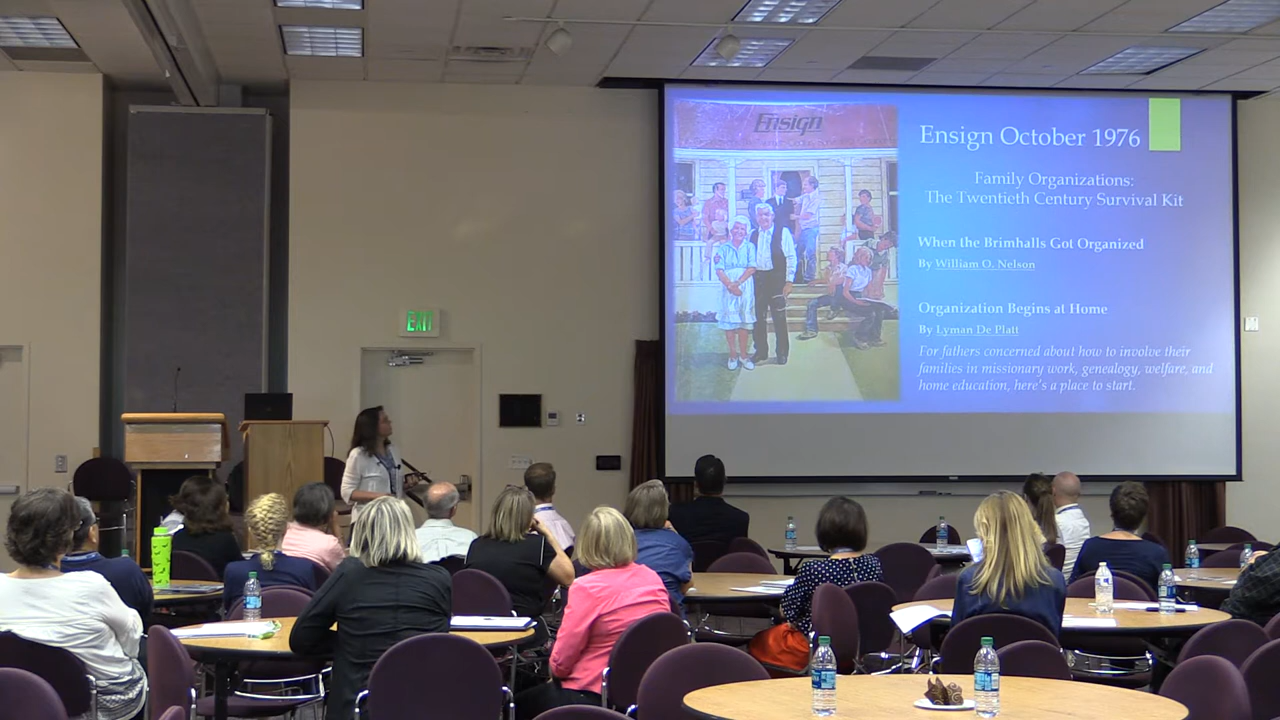 Ensign
Ensign October 1976
Family Organizations:
The Twentieth Century Survival Kit
When the Brimhalls Got Organized
By William O. Nelson
Organization Begins at Home
By Lyman De Platt
For fathers concerned about how to involve their
families in missionary work, genealogy, welfare, and
home education, here's a place to start.
EXIT